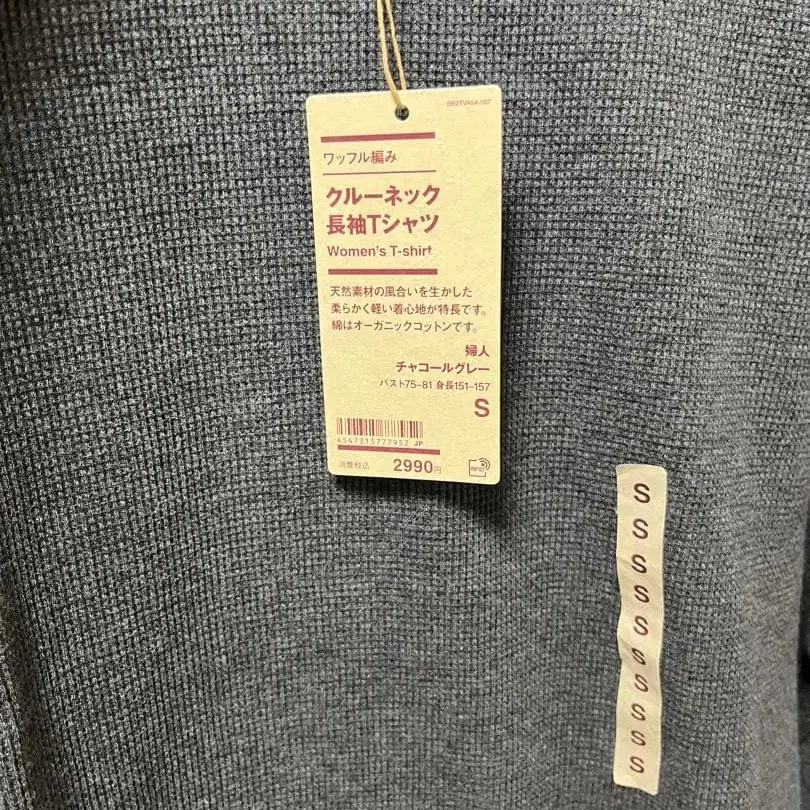 BB2TVA5A-007
ワッフル編み
クルーネック
長袖Tシャツ
Women's T-shirt
天然素材の風合いを生かした
柔らかく軽い着心地が特長です。
綿はオーガニックコットンです。
婦人
チャコールグレー
バスト75–81 身長151–157
S
4547315777952 JP
消費税込 2990円
RFID
S
S
S
S
S
S
S
S
S
S